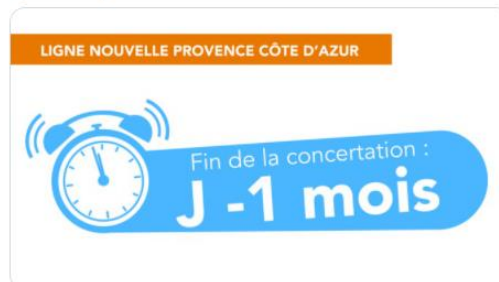 LIGNE NOUVELLE PROVENCE CÔTE D'AZUR
Fin de la concertation :
J -1 mois